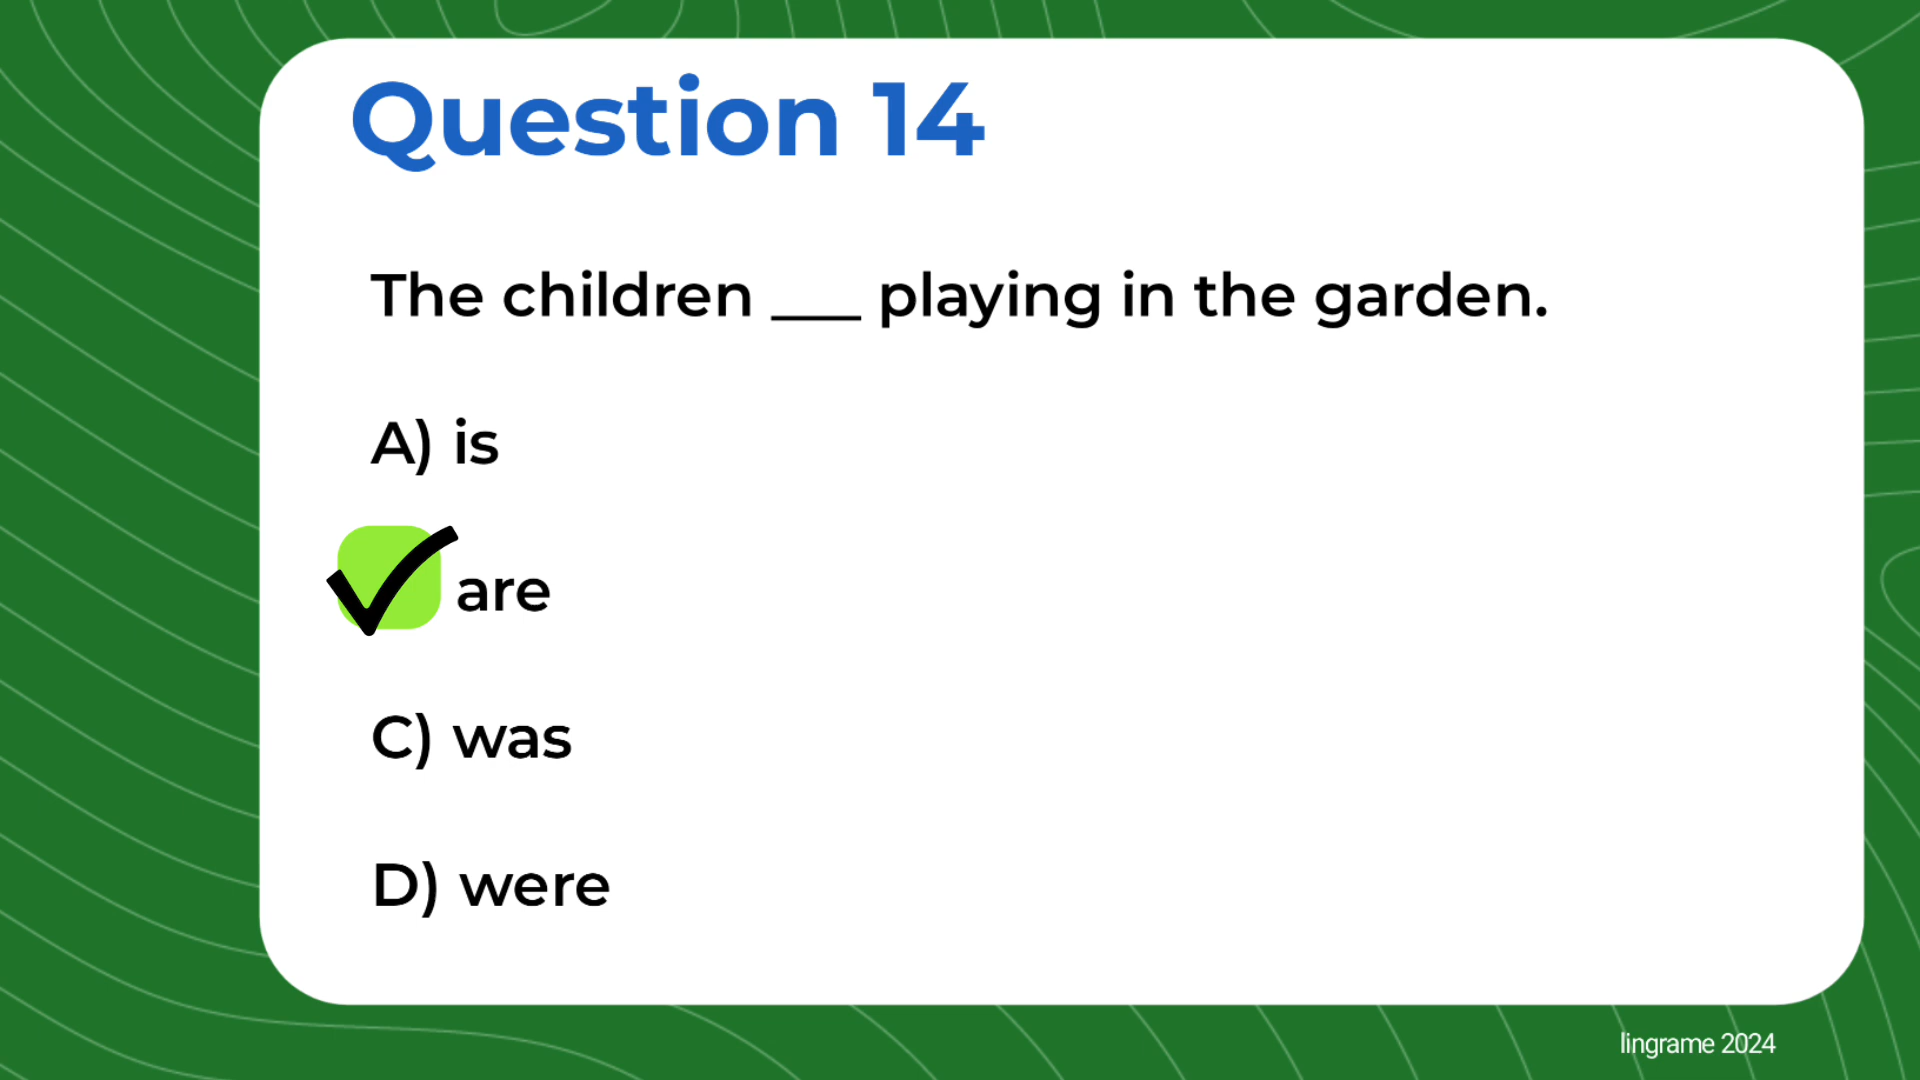 Question 14
The children ___ playing in the garden.
A) is
are
C) was
D) were
lingrame 2024